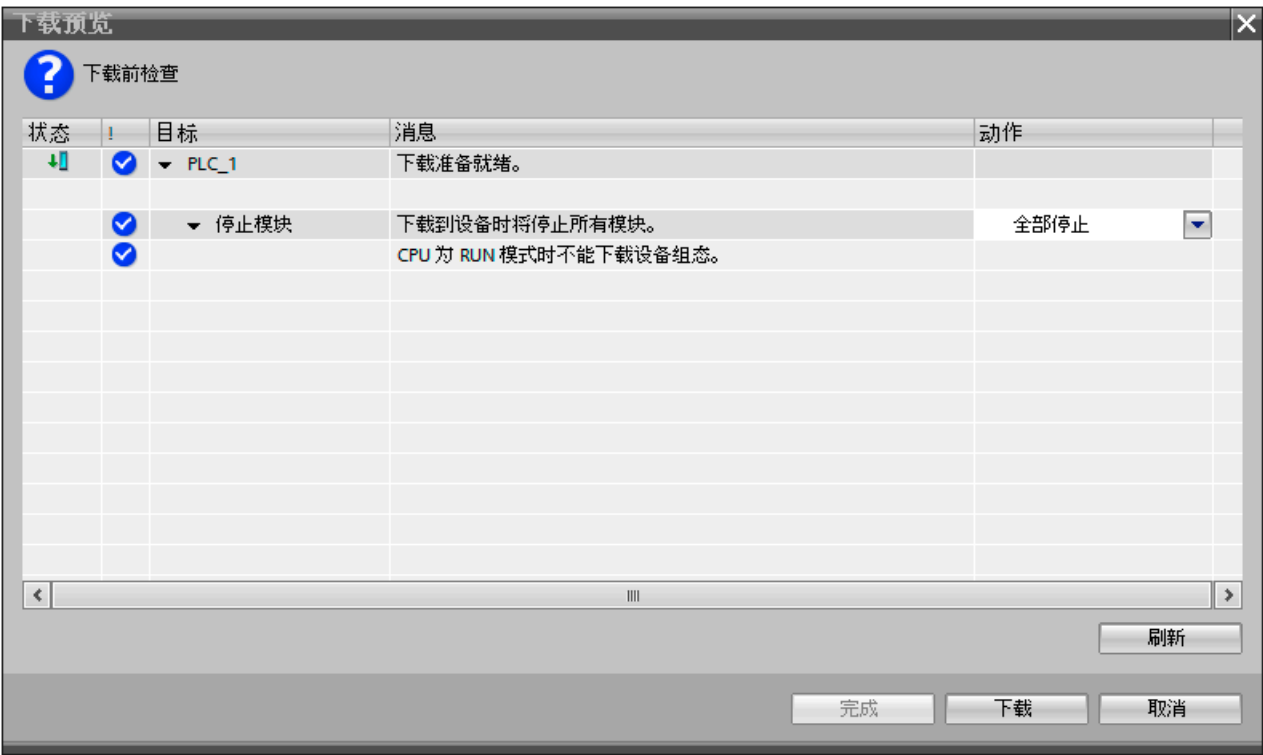 下载预览
下载前检查
状态 ! 目标 消息 动作
PLC_1 下载准备就绪。
停止模块 下载到设备时将停止所有模块。 全部停止
CPU 为 RUN 模式时不能下载设备组态。
刷新
完成 下载 取消